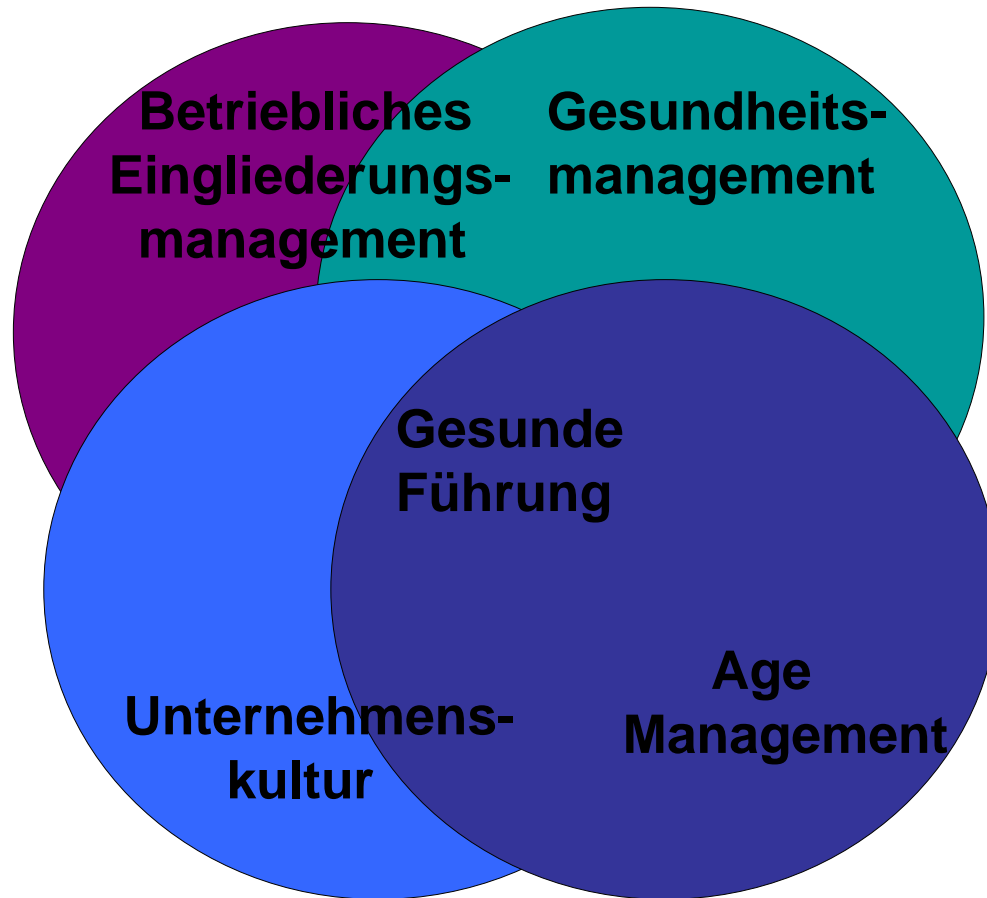 Betriebliches
Eingliederungs-
management
Gesundheits-
management
Gesunde
Führung
Unternehmens-
kultur
Age
Management